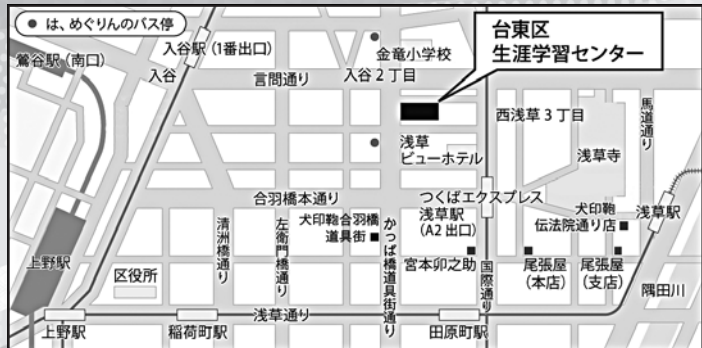 ● は、めぐりんのバス停
台東区
生涯学習センター
鶯谷駅（南口）
入谷駅（1番出口）
入谷
金竜小学校
言問通り
入谷２丁目
西浅草３丁目
馬道通り
浅草
ビューホテル
浅草寺
合羽橋本通り
つくばエクスプレス
浅草駅
（A2出口）
犬印鞄
伝法院通り店
浅草駅
犬印鞄合羽橋
道具街
清洲橋通り
左衛門橋通り
かっぱ橋道具街通り
宮本卯之助
国際通り
尾張屋
（本店）
尾張屋
（支店）
隅田川
上野駅
区役所
上野駅
稲荷町駅
浅草通り
田原町駅